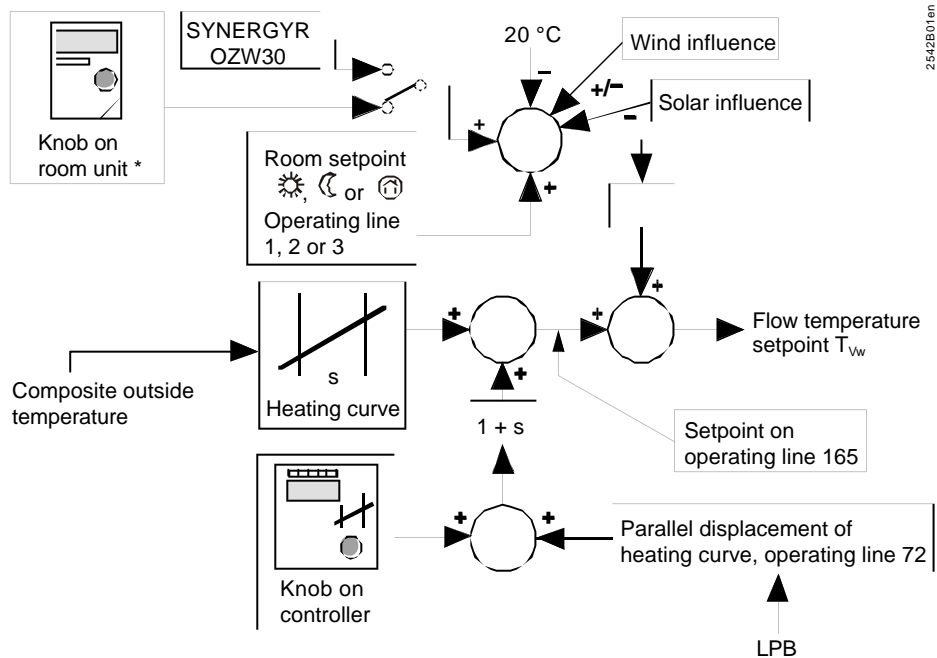 2542B01en
SYNERGYR
OZW30
Knob on
room unit *
20 °C
Wind influence
Solar influence
–
+/–
–
+
+
Room setpoint
, or
Operating line
1, 2 or 3
+
+
+
+
Flow temperature
setpoint TVw
Composite outside
temperature
s
Heating curve
+
1 + s
Setpoint on
operating line 165
+
+
Parallel displacement of
heating curve, operating line 72
Knob on
controller
LPB